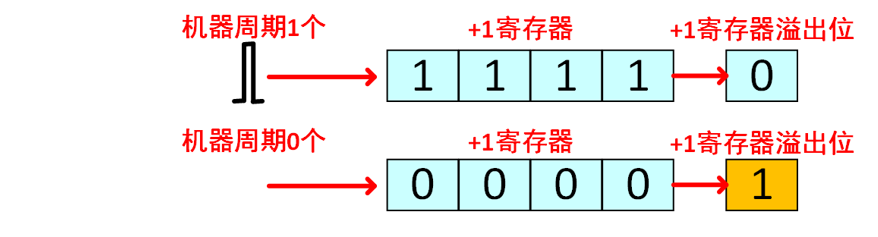 机器周期1个 +1寄存器 +1寄存器溢出位
1 1 1 1 0
机器周期0个 +1寄存器 +1寄存器溢出位
0 0 0 0 1